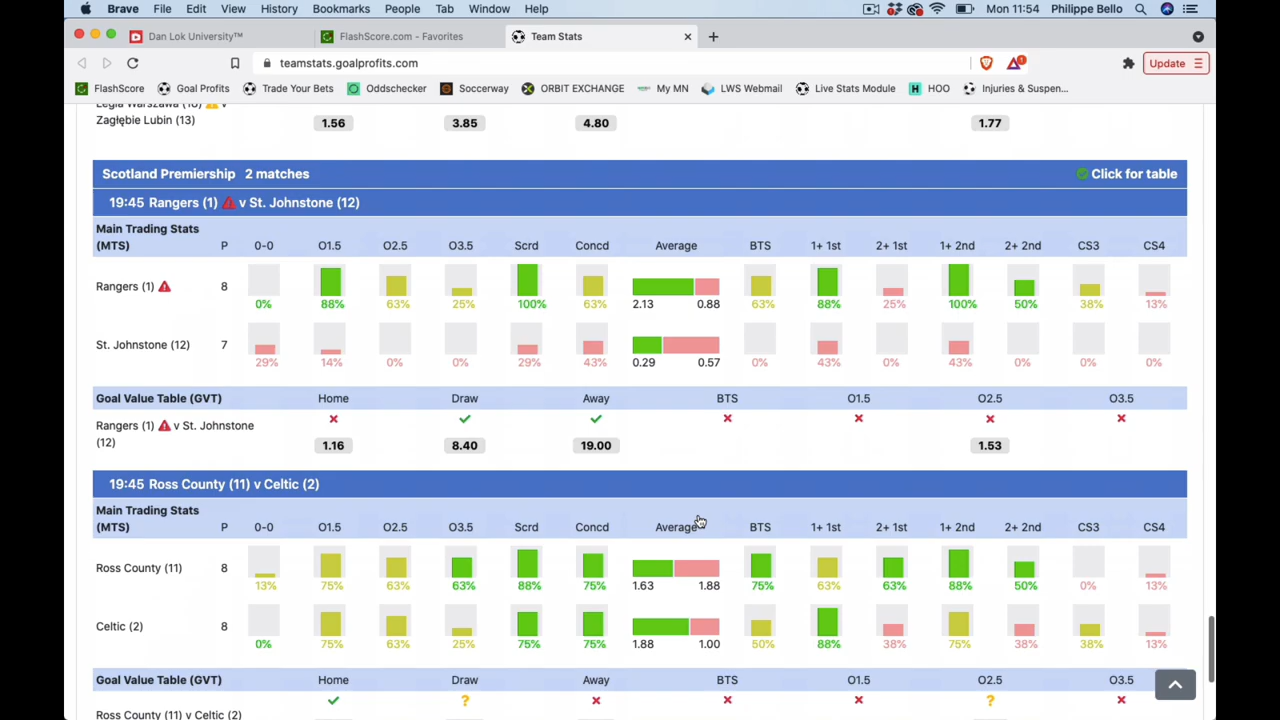 Brave File Edit View History Bookmarks People Tab Window Help Mon 11:54 Philippe Bello
Dan Lok University™ FlashScore.com - Favorites Team Stats
teamstats.goalprofits.com Update
FlashScore Goal Profits Trade Your Bets Oddschecker Soccerway ORBIT EXCHANGE My MN LWS Webmail Live Stats Module HOO Injuries & Suspen...
Legia Warszawa (18) v
Zagłębie Lubin (13) 1.56 3.85 4.80 1.77
Scotland Premiership 2 matches Click for table
19:45 Rangers (1) v St. Johnstone (12)
Main Trading Stats
(MTS) P 0-0 O1.5 O2.5 O3.5 Scrd Concd Average BTS 1+ 1st 2+ 1st 1+ 2nd 2+ 2nd CS3 CS4
Rangers (1) 8
0% 88% 63% 25% 100% 63% 2.13 0.88 63% 88% 25% 100% 50% 38% 13%
St. Johnstone (12) 7
29% 14% 0% 0% 29% 43% 0.29 0.57 0% 43% 0% 43% 0% 0% 0%
Goal Value Table (GVT) Home Draw Away BTS O1.5 O2.5 O3.5
Rangers (1) v St. Johnstone
(12) 1.16 8.40 19.00 1.53
19:45 Ross County (11) v Celtic (2)
Main Trading Stats
(MTS) P 0-0 O1.5 O2.5 O3.5 Scrd Concd Average BTS 1+ 1st 2+ 1st 1+ 2nd 2+ 2nd CS3 CS4
Ross County (11) 8
13% 75% 63% 63% 88% 75% 1.63 1.88 75% 63% 63% 88% 50% 0% 13%
Celtic (2) 8
0% 75% 63% 25% 75% 75% 1.88 1.00 50% 88% 38% 75% 38% 38% 13%
Goal Value Table (GVT) Home Draw Away BTS O1.5 O2.5 O3.5
? ?
Ross County (11) v Celtic (2)